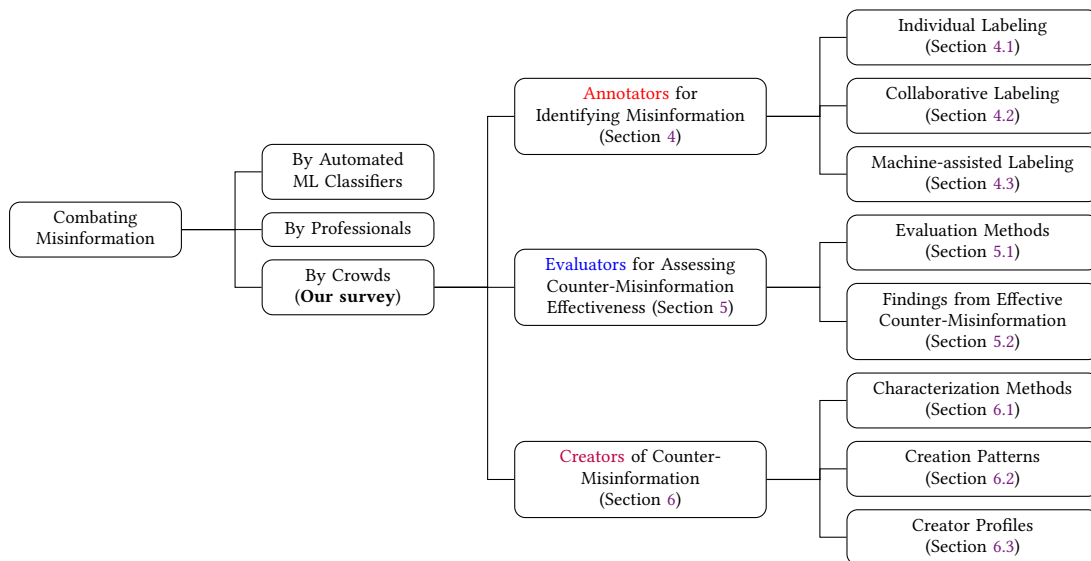 Combating
Misinformation
By Automated
ML Classifiers
By Professionals
By Crowds
(Our survey)
Annotators for
Identifying Misinformation
(Section 4)
Individual Labeling
(Section 4.1)
Collaborative Labeling
(Section 4.2)
Machine-assisted Labeling
(Section 4.3)
Evaluators for Assessing
Counter-Misinformation
Effectiveness (Section 5)
Evaluation Methods
(Section 5.1)
Findings from Effective
Counter-Misinformation
(Section 5.2)
Creators of Counter-
Misinformation
(Section 6)
Characterization Methods
(Section 6.1)
Creation Patterns
(Section 6.2)
Creator Profiles
(Section 6.3)